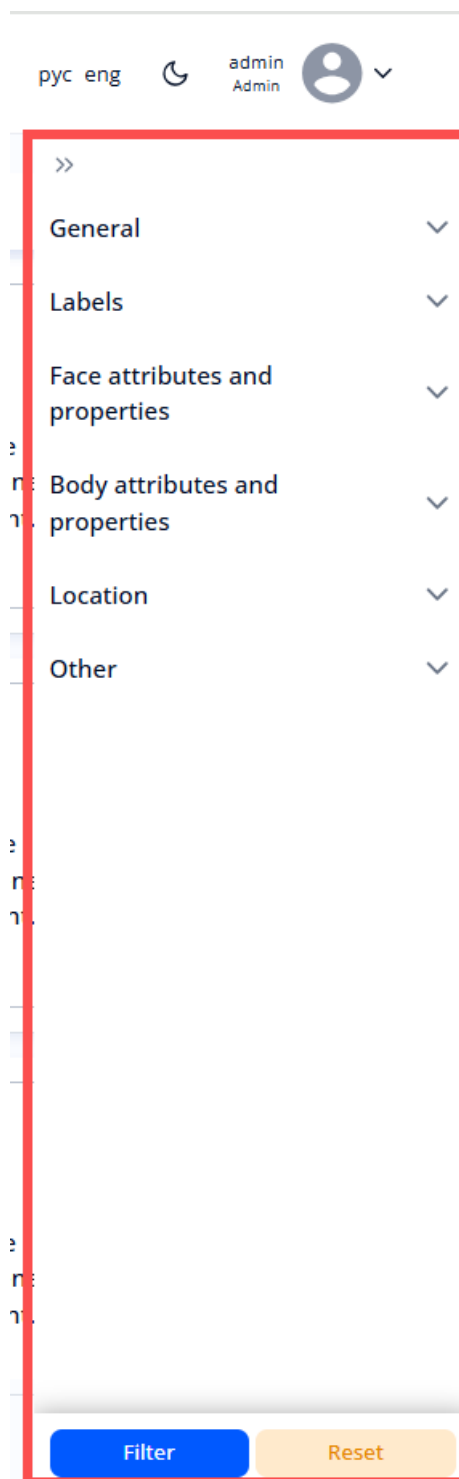 рус eng
admin
Admin
General
Labels
Face attributes and
properties
Body attributes and
properties
Location
Other
Filter
Reset